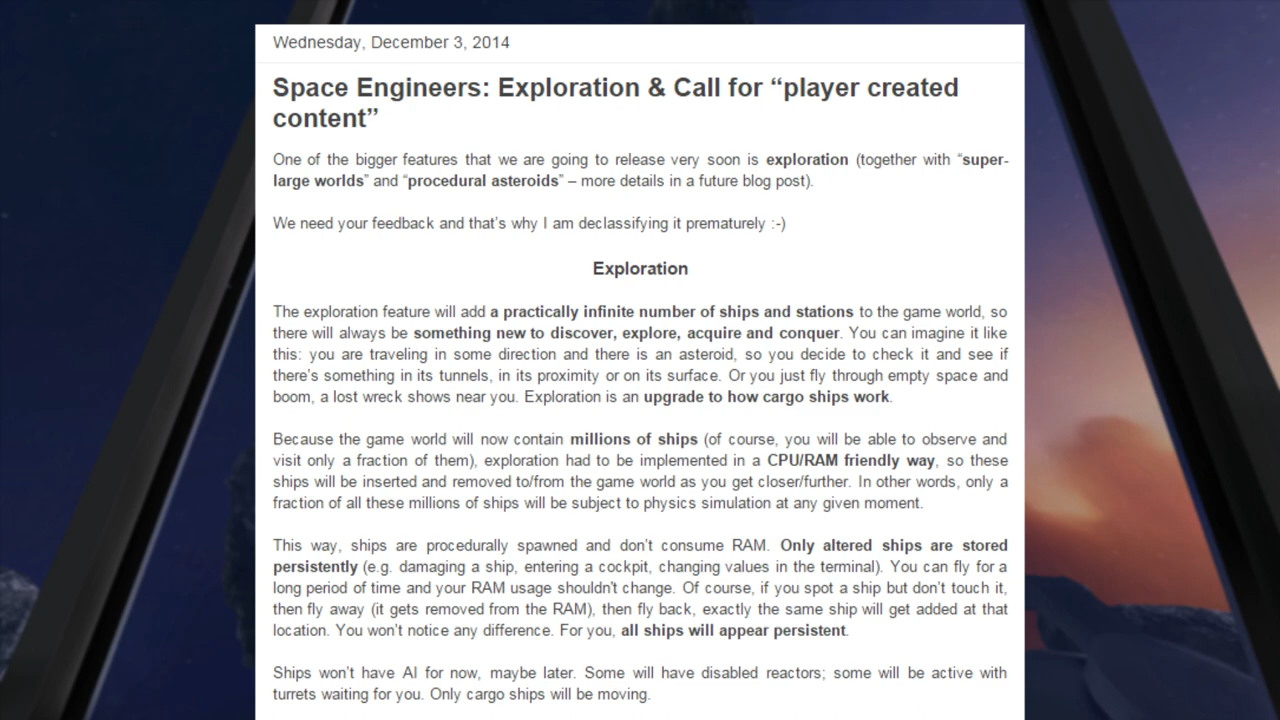 Wednesday, December 3, 2014
Space Engineers: Exploration & Call for “player created
content”
One of the bigger features that we are going to release very soon is exploration (together with “super-
large worlds” and “procedural asteroids” – more details in a future blog post).
We need your feedback and that’s why I am declassifying it prematurely :-)
Exploration
The exploration feature will add a practically infinite number of ships and stations to the game world, so
there will always be something new to discover, explore, acquire and conquer. You can imagine it like
this: you are traveling in some direction and there is an asteroid, so you decide to check it and see if
there’s something in its tunnels, in its proximity or on its surface. Or you just fly through empty space and
boom, a lost wreck shows near you. Exploration is an upgrade to how cargo ships work.
Because the game world will now contain millions of ships (of course, you will be able to observe and
visit only a fraction of them), exploration had to be implemented in a CPU/RAM friendly way, so these
ships will be inserted and removed to/from the game world as you get closer/further. In other words, only a
fraction of all these millions of ships will be subject to physics simulation at any given moment.
This way, ships are procedurally spawned and don’t consume RAM. Only altered ships are stored
persistently (e.g. damaging a ship, entering a cockpit, changing values in the terminal). You can fly for a
long period of time and your RAM usage shouldn't change. Of course, if you spot a ship but don’t touch it,
then fly away (it gets removed from the RAM), then fly back, exactly the same ship will get added at that
location. You won’t notice any difference. For you, all ships will appear persistent.
Ships won’t have AI for now, maybe later. Some will have disabled reactors; some will be active with
turrets waiting for you. Only cargo ships will be moving.